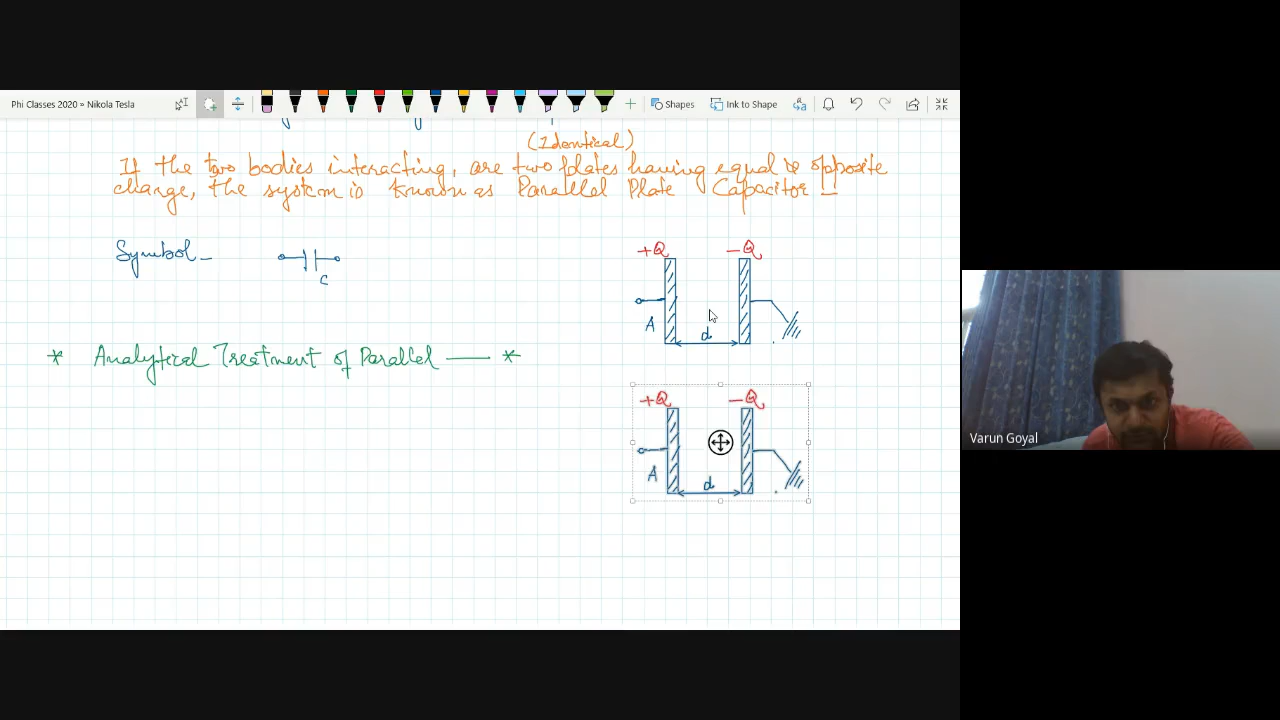 Phi Classes 2020 » Nikola Tesla
Shapes
Ink to Shape
(Identical)
If the two bodies interacting, are two plates having equal & opposite
charge, the system is known as Parallel Plate Capacitor –
Symbol –
C
+Q
–Q
A
d
* Analytical Treatment of Parallel —— *
+Q
–Q
A
d
Varun Goyal